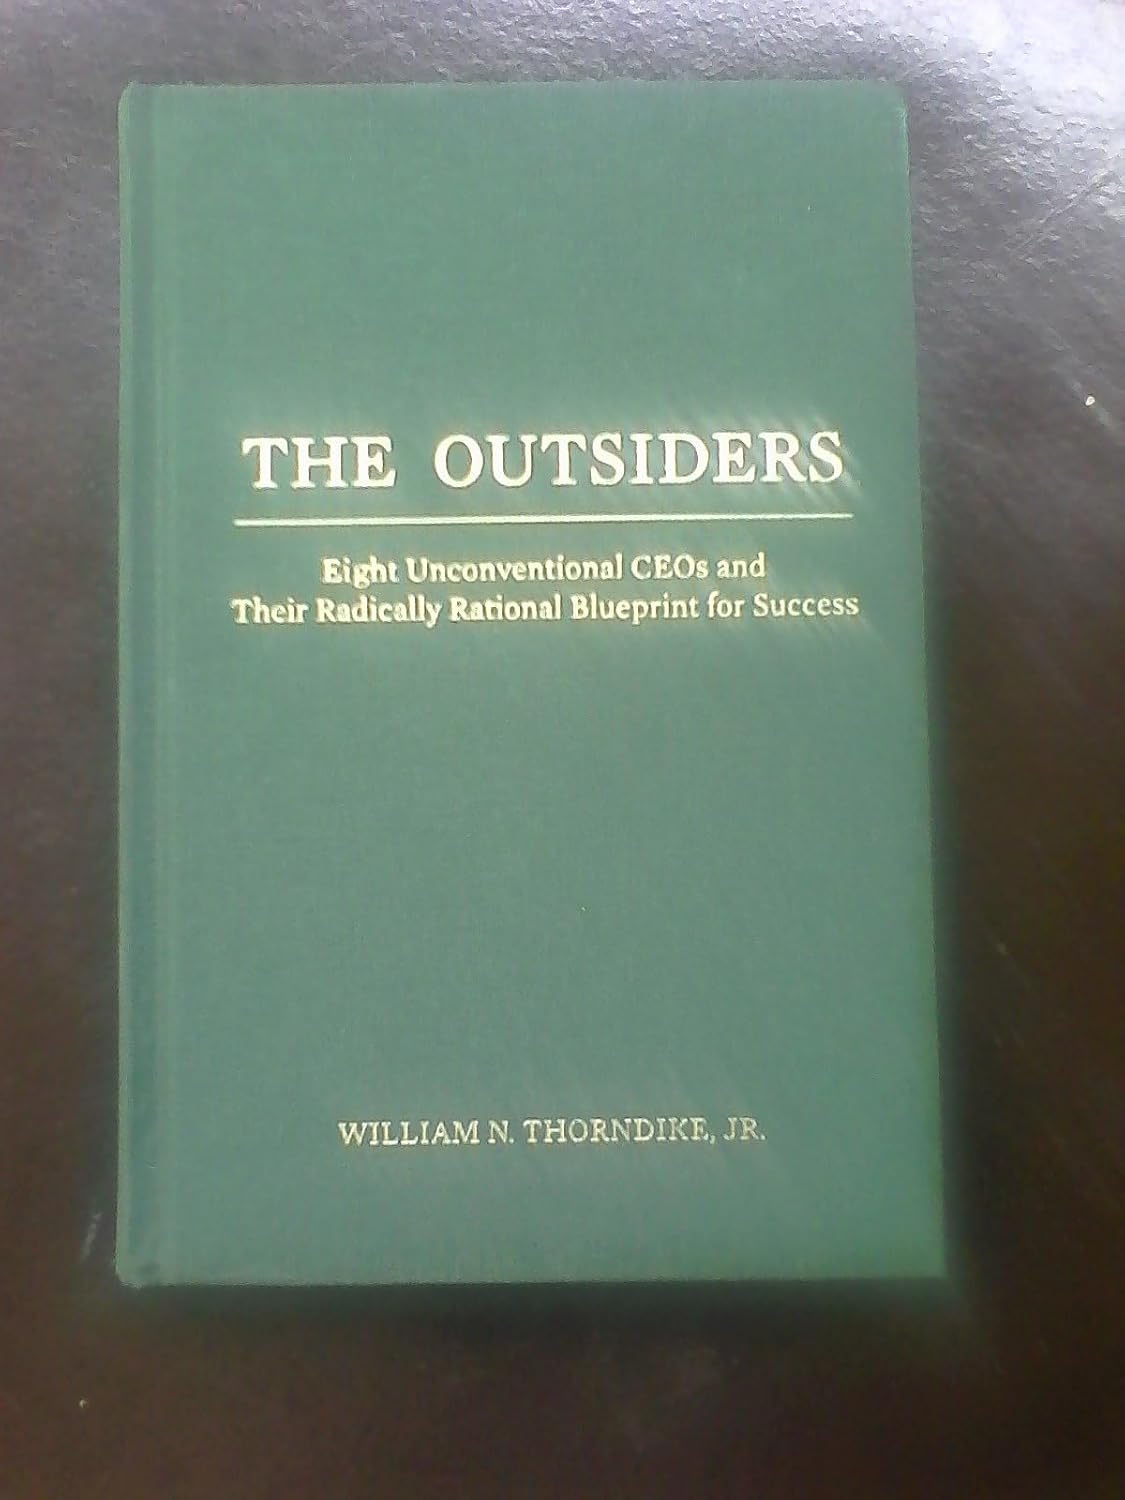 THE OUTSIDERS
Eight Unconventional CEOs and
Their Radically Rational Blueprint for Success
WILLIAM N. THORNDIKE, JR.